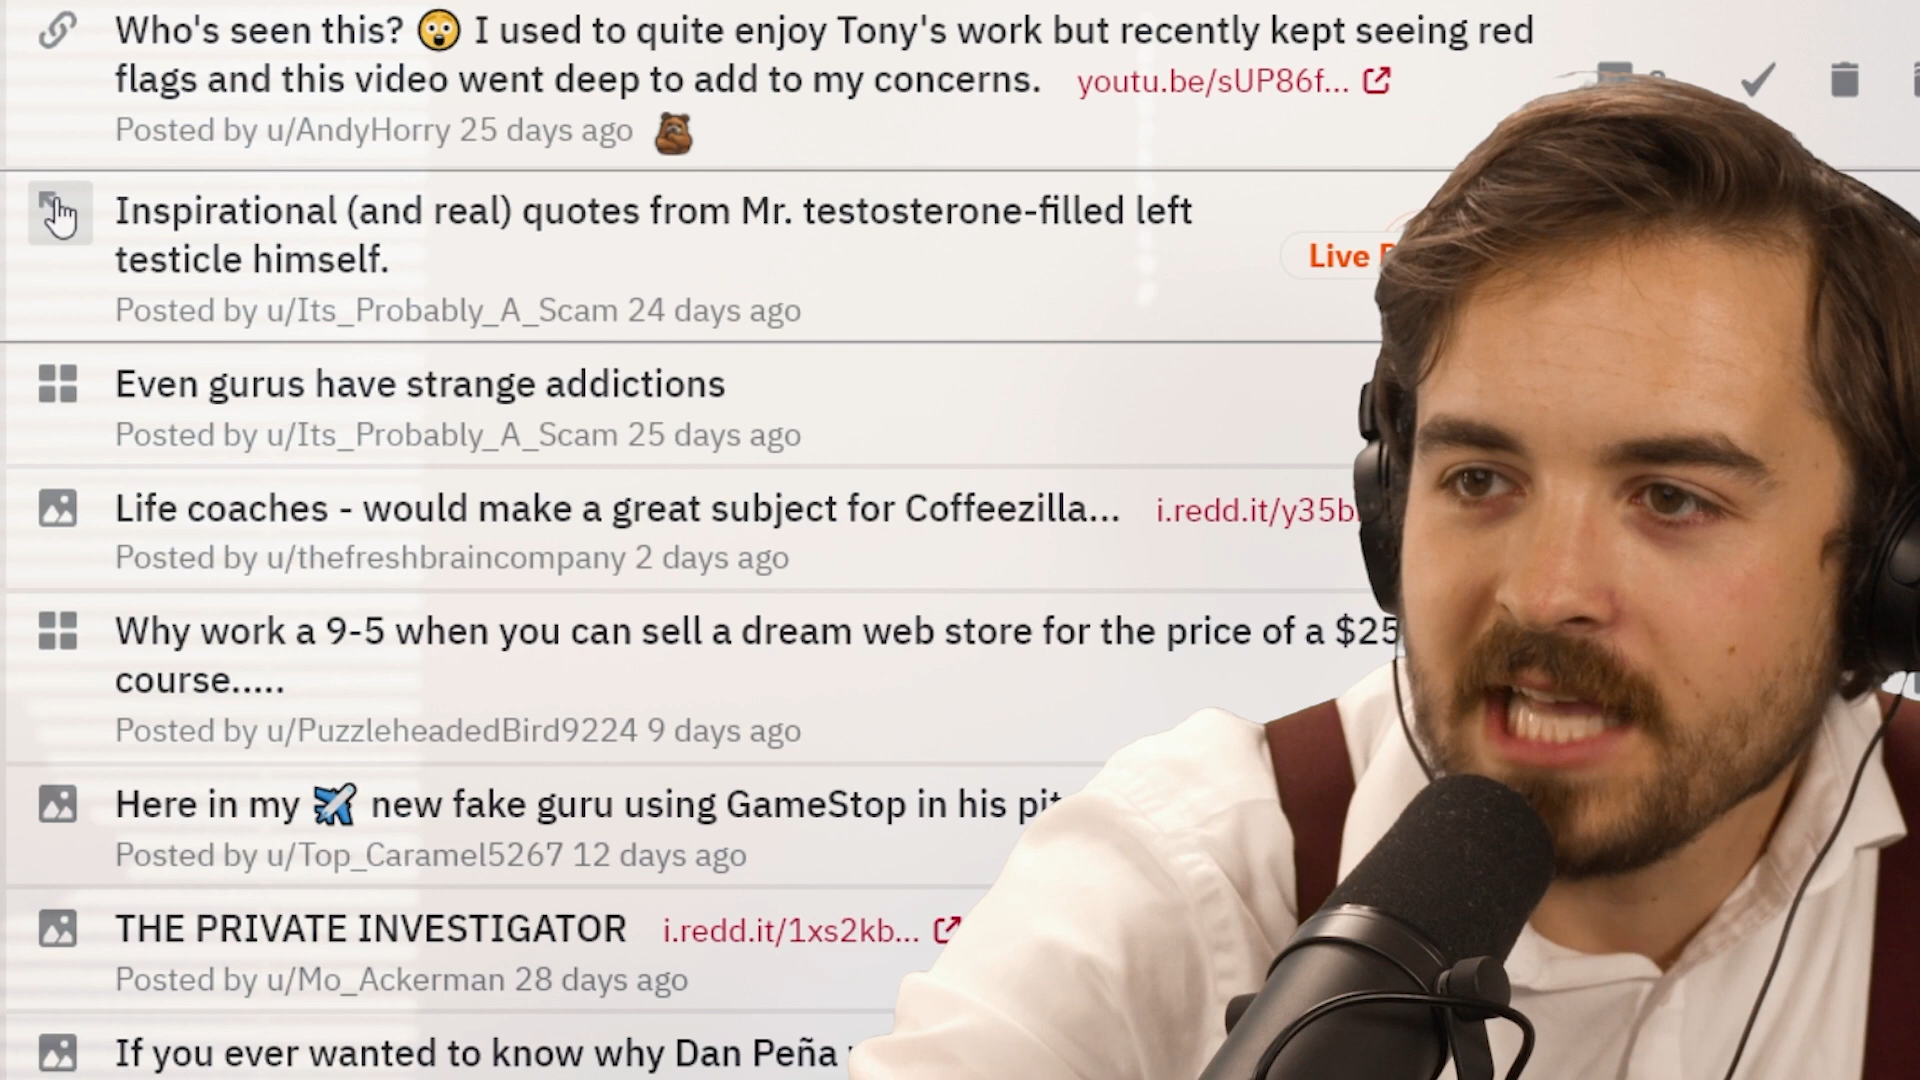 Who's seen this? 😲 I used to quite enjoy Tony's work but recently kept seeing red
flags and this video went deep to add to my concerns. youtu.be/sUP86f...
Posted by u/AndyHorry 25 days ago
Inspirational (and real) quotes from Mr. testosterone-filled left
testicle himself.
Live
Posted by u/Its_Probably_A_Scam 24 days ago
Even gurus have strange addictions
Posted by u/Its_Probably_A_Scam 25 days ago
Life coaches - would make a great subject for Coffeezilla... i.redd.it/y35b
Posted by u/thefreshbraincompany 2 days ago
Why work a 9-5 when you can sell a dream web store for the price of a $25
course.....
Posted by u/PuzzleheadedBird9224 9 days ago
Here in my ✈️ new fake guru using GameStop in his
Posted by u/Top_Caramel5267 12 days ago
THE PRIVATE INVESTIGATOR i.redd.it/1xs2kb...
Posted by u/Mo_Ackerman 28 days ago
If you ever wanted to know why Dan Peña